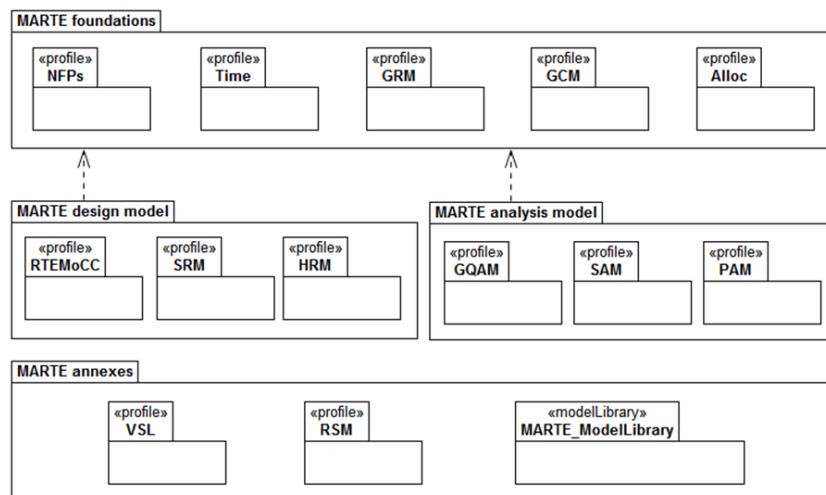 MARTE foundations
«profile» «profile» «profile» «profile» «profile»
NFPs Time GRM GCM Alloc
MARTE design model
MARTE analysis model
«profile» «profile» «profile»
RTEMoCC SRM HRM
«profile» «profile» «profile»
GQAM SAM PAM
MARTE annexes
«profile» «profile» «modelLibrary»
VSL RSM MARTE_ModelLibrary